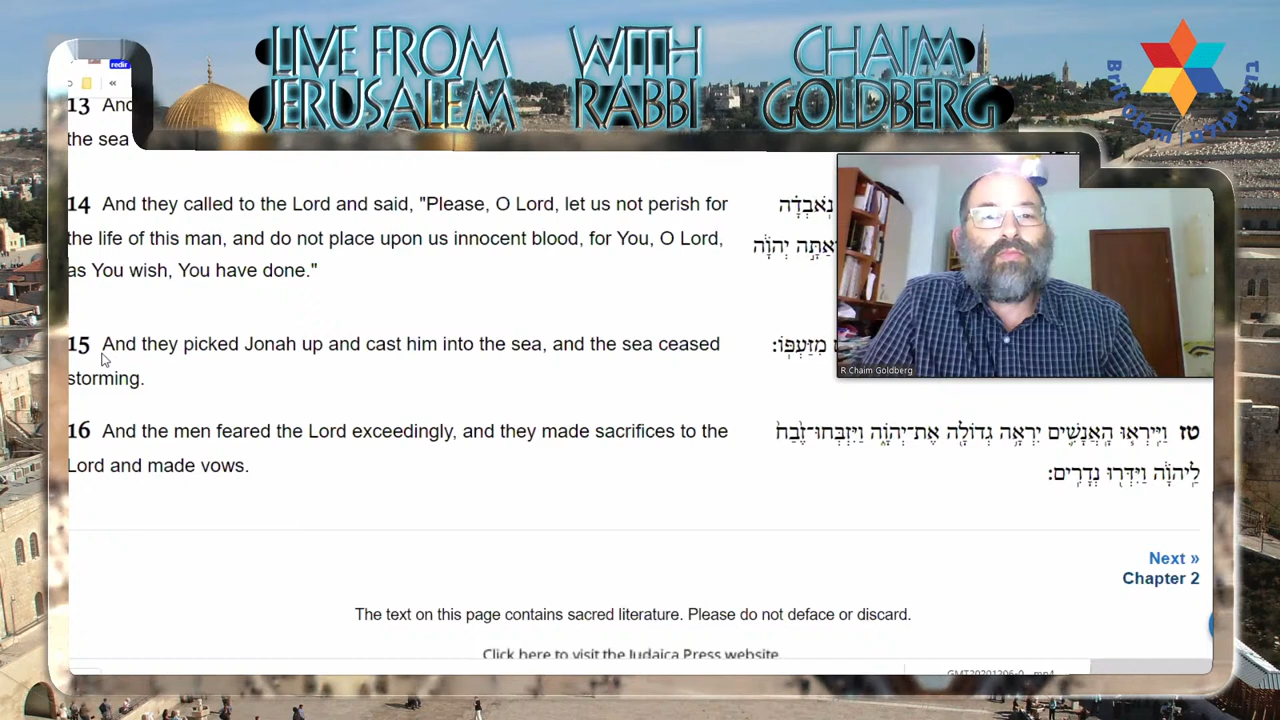 LIVE FROM WITH CHAIM
JERUSALEM RABBI GOLDBERG
Brit Olam | ברית עולם
redir
«
13 And
the sea
14 And they called to the Lord and said, "Please, O Lord, let us not perish for
the life of this man, and do not place upon us innocent blood, for You, O Lord,
as You wish, You have done."
נֹֽאבְדָ֗ה
אַתָּ֣ה יְהֹוָ֔ה
15 And they picked Jonah up and cast him into the sea, and the sea ceased
storming.
מִזַּעְפּֽוֹ:
R Chaim Goldberg
16 And the men feared the Lord exceedingly, and they made sacrifices to the
Lord and made vows.
טז וַיִּֽירְא֧וּ הָֽאֲנָשִׁ֛ים יִרְאָ֥ה גְדוֹלָ֖ה אֶת־יְהֹוָ֑ה וַיִּזְבְּחוּ־זֶ֙בַח֙
לַֽיהֹוָ֔ה וַיִּדְּר֖וּ נְדָרִֽים:
Next »
Chapter 2
The text on this page contains sacred literature. Please do not deface or discard.
Click here to visit the Judaica Press website.